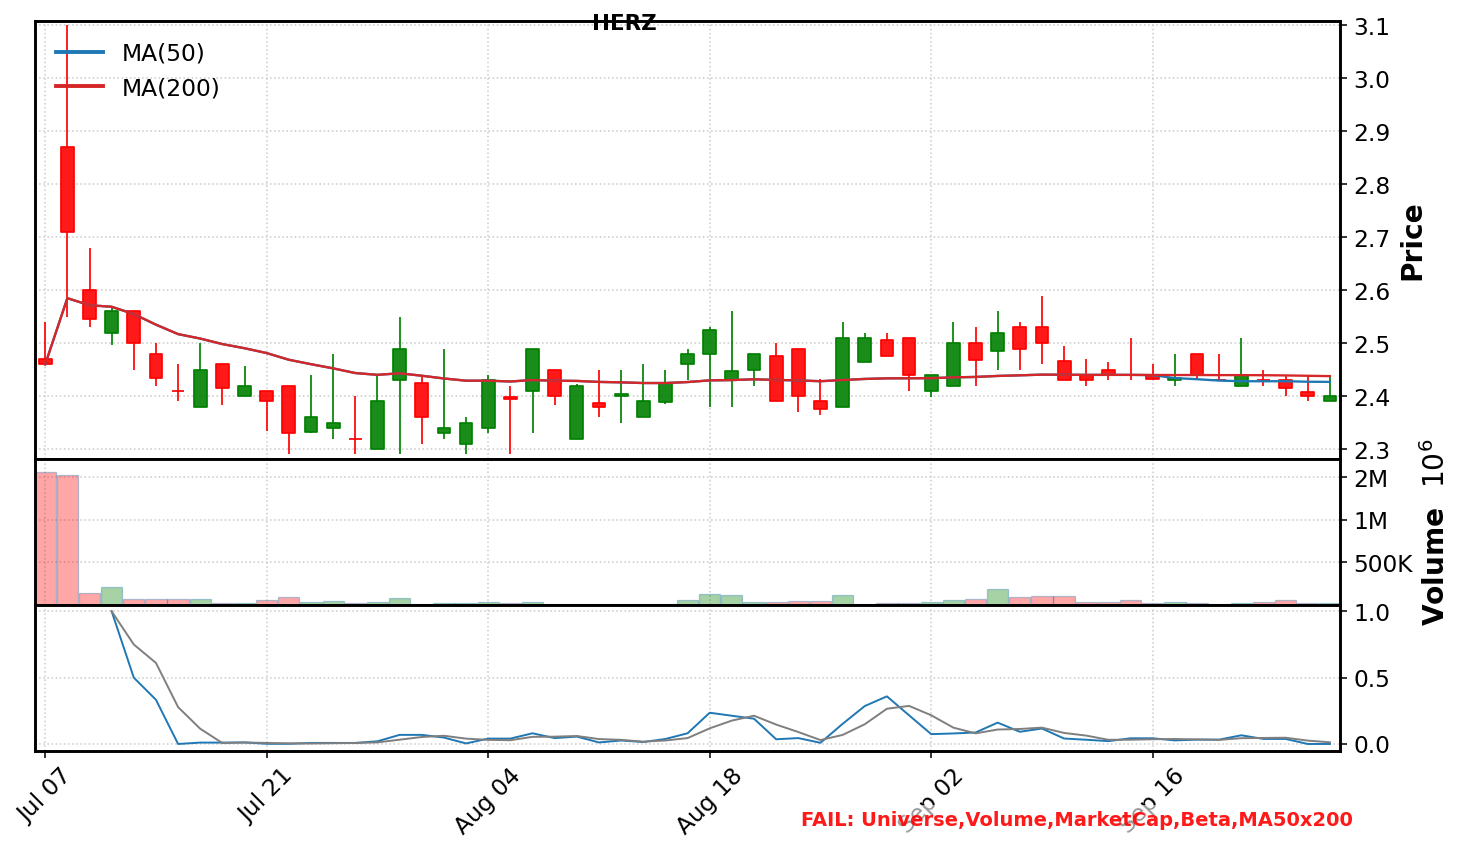 HERZ
MA(50)
MA(200)
3.1
3.0
2.9
2.8
2.7
2.6
2.5
2.4
2.3
Price
2M
1M
500K
Volume 10⁶
1.0
0.5
0.0
Jul 07
Jul 21
Aug 04
Aug 18
Sep 02
Sep 16
FAIL: Universe,Volume,MarketCap,Beta,MA50x200